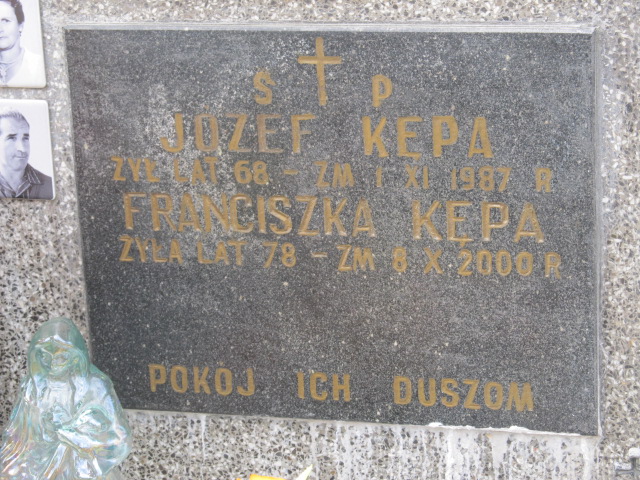 Ś P
JÓZEF KĘPA
ŻYŁ LAT 68 - ZM 1 XI 1987 R
FRANCISZKA KĘPA
ŻYŁA LAT 78 - ZM 8 X 2000 R
POKÓJ ICH DUSZOM